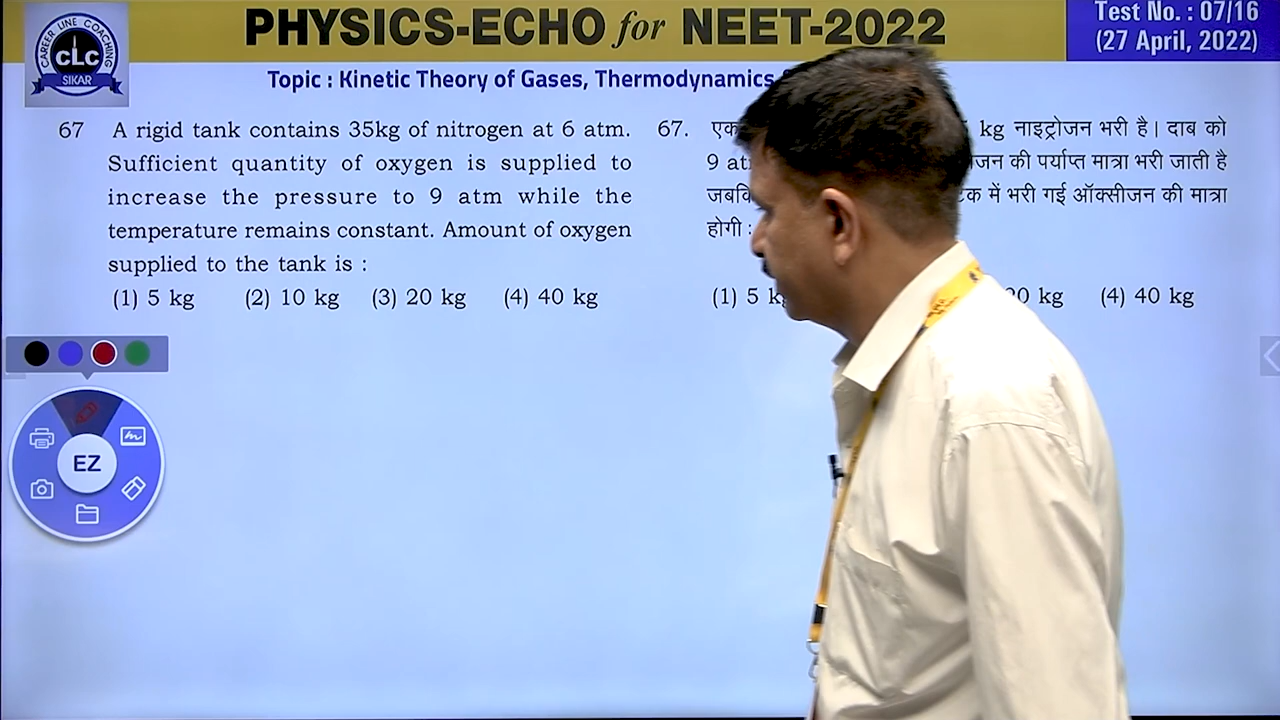 PHYSICS-ECHO for NEET-2022
Test No. : 07/16
(27 April, 2022)
CAREER LINE COACHING
CLC
SIKAR
Topic : Kinetic Theory of Gases, Thermodynamics
67 A rigid tank contains 35kg of nitrogen at 6 atm.
Sufficient quantity of oxygen is supplied to
increase the pressure to 9 atm while the
temperature remains constant. Amount of oxygen
supplied to the tank is :
(1) 5 kg (2) 10 kg (3) 20 kg (4) 40 kg
67. kg नाइट्रोजन भरी है। दाब को
9 की पर्याप्त मात्रा भरी जाती है
में भरी गई ऑक्सीजन की मात्रा
होगी :
(1) 5 kg (4) 40 kg
EZ